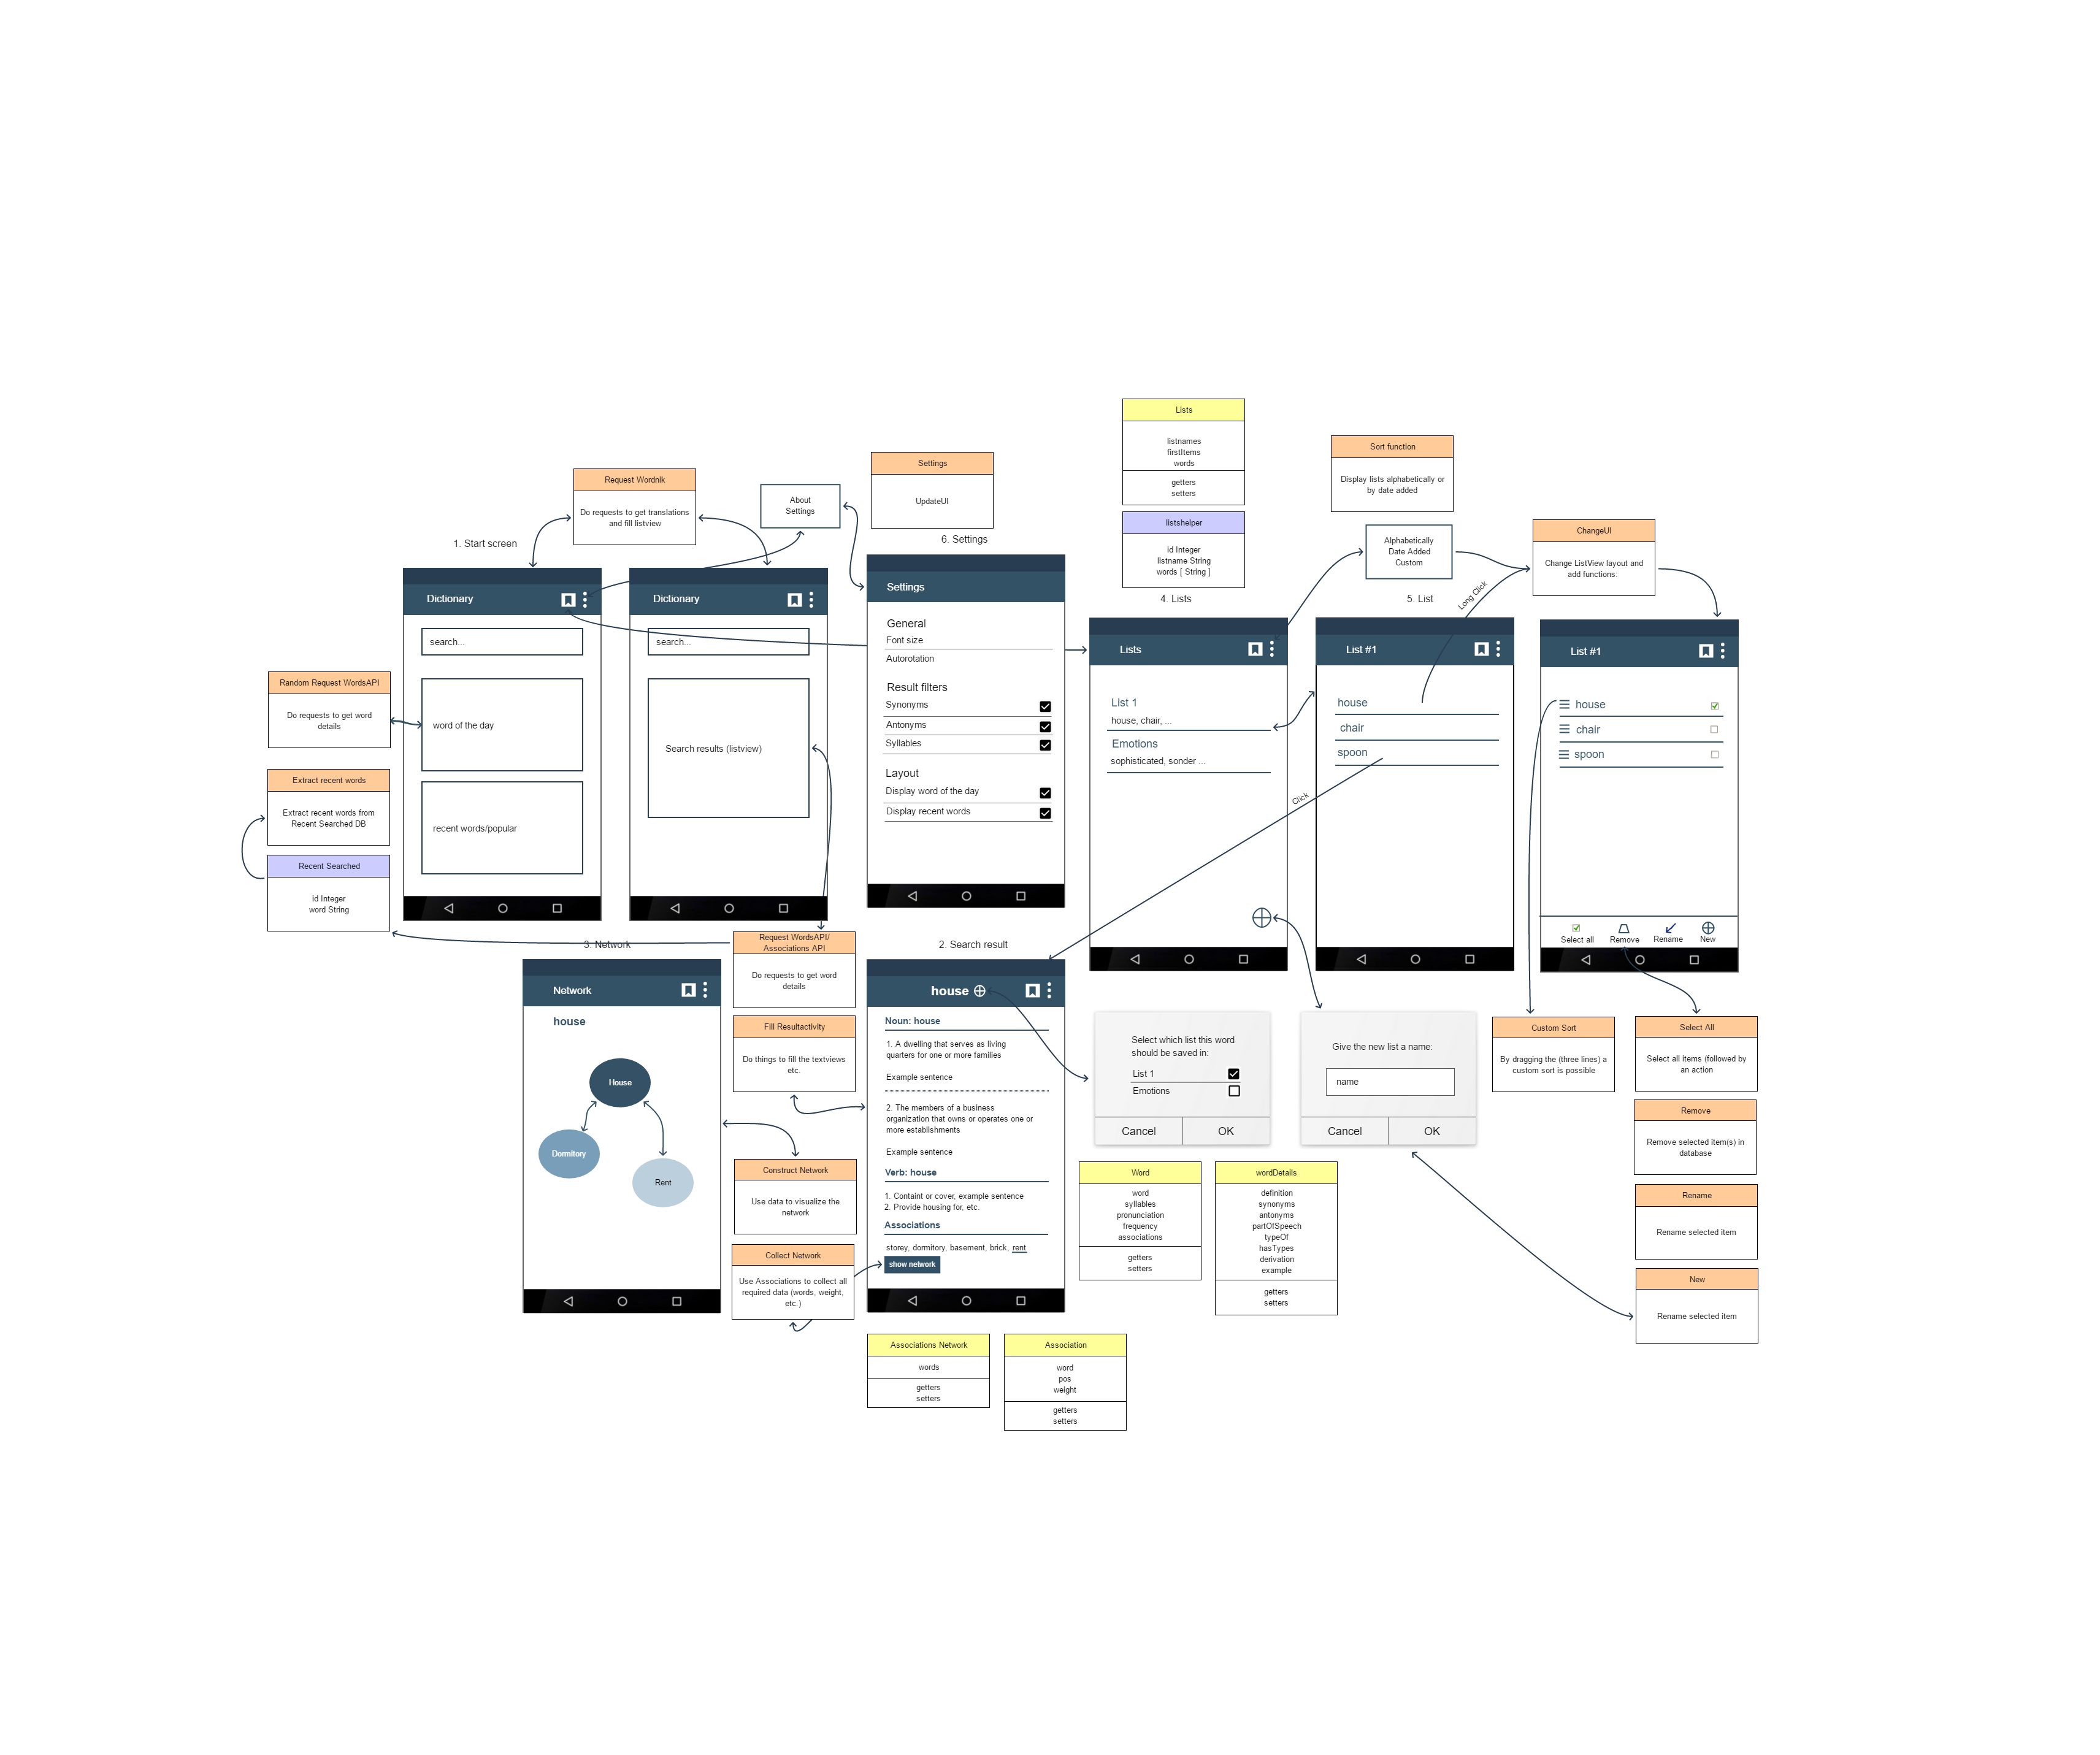 Lists
listnames
firstItems
words
getters
setters
Sort function
Display lists alphabetically or
by date added
Settings
UpdateUI
Request Wordnik
Do requests to get translations
and fill listview
About
Settings
listshelper
id Integer
listname String
words [ String ]
Alphabetically
Date Added
Custom
ChangeUI
Change ListView layout and
add functions:
1. Start screen
6. Settings
4. Lists
5. List
Long Click
Dictionary
search...
word of the day
recent words/popular
Dictionary
search...
Search results (listview)
Settings
General
Font size
Autorotation
Result filters
Synonyms
Antonyms
Syllables
Layout
Display word of the day
Display recent words
Lists
List 1
house, chair, ...
Emotions
sophisticated, sonder ...
Click
List #1
house
chair
spoon
List #1
house
chair
spoon
Select all
Remove
Rename
New
Random Request WordsAPI
Do requests to get word
details
Extract recent words
Extract recent words from
Recent Searched DB
Recent Searched
id Integer
word String
3. Network
Request WordsAPI/
Associations API
Do requests to get word
details
2. Search result
Network
house
House
Dormitory
Rent
Fill Resultactivity
Do things to fill the textviews
etc.
Construct Network
Use data to visualize the
network
Collect Network
Use Associations to collect all
required data (words, weight,
etc.)
house
Noun: house
1. A dwelling that serves as living
quarters for one or more families
Example sentence
2. The members of a business
organization that owns or operates one or
more establishments
Example sentence
Verb: house
1. Containt or cover, example sentence
2. Provide housing for, etc.
Associations
storey, dormitory, basement, brick, rent
show network
Select which list this word
should be saved in:
List 1
Emotions
Cancel
OK
Give the new list a name:
name
Cancel
OK
Custom Sort
By dragging the (three lines) a
custom sort is possible
Select All
Select all items (followed by
an action
Remove
Remove selected item(s) in
database
Rename
Rename selected item
New
Rename selected item
Word
word
syllables
pronunciation
frequency
associations
getters
setters
wordDetails
definition
synonyms
antonyms
partOfSpeech
typeOf
hasTypes
derivation
example
getters
setters
Associations Network
words
getters
setters
Association
word
pos
weight
getters
setters